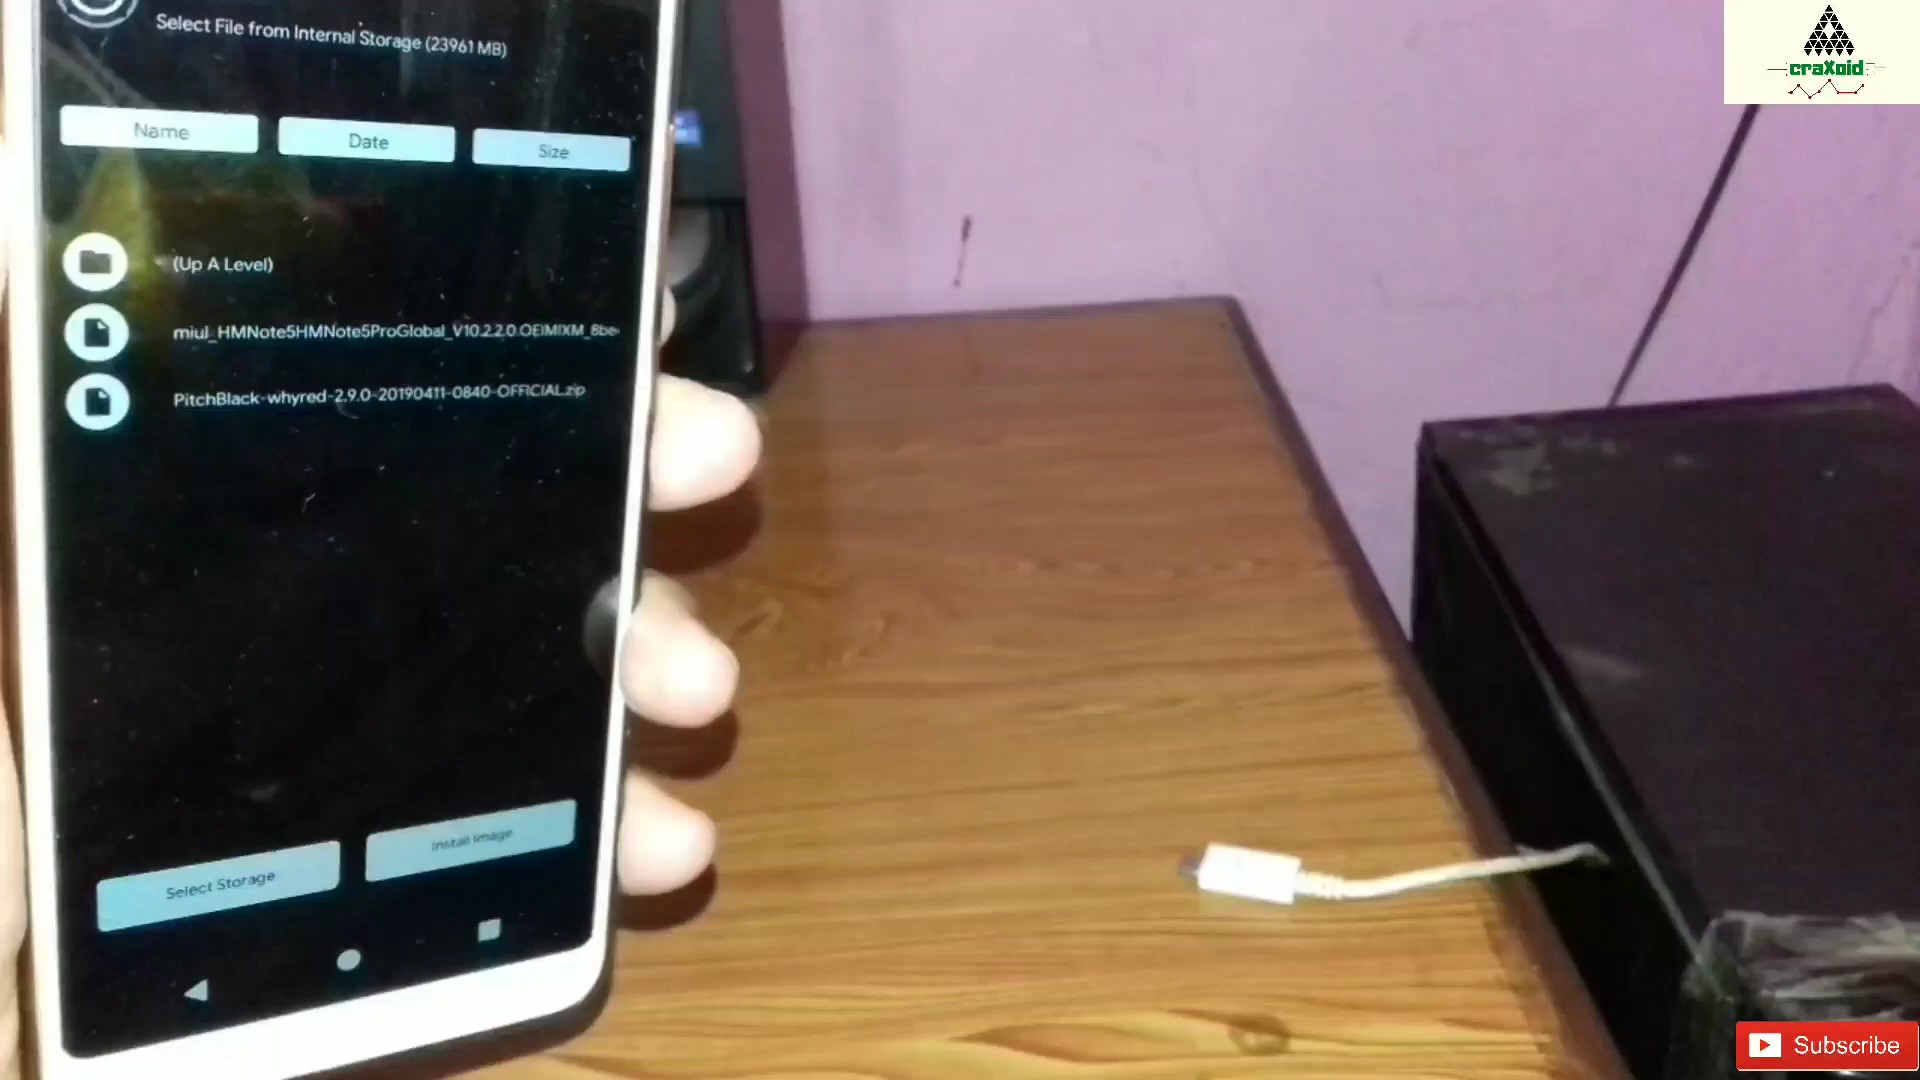 Select File from Internal Storage (23961 MB)
Name
Date
Size
(Up A Level)
miui_HMNote5HMNote5ProGlobal_V10.2.2.0.OEIMIXM_8be
PitchBlack-whyred-2.9.0-20190411-0840-OFFICIAL.zip
Select Storage
Install Image
craXoid
Subscribe